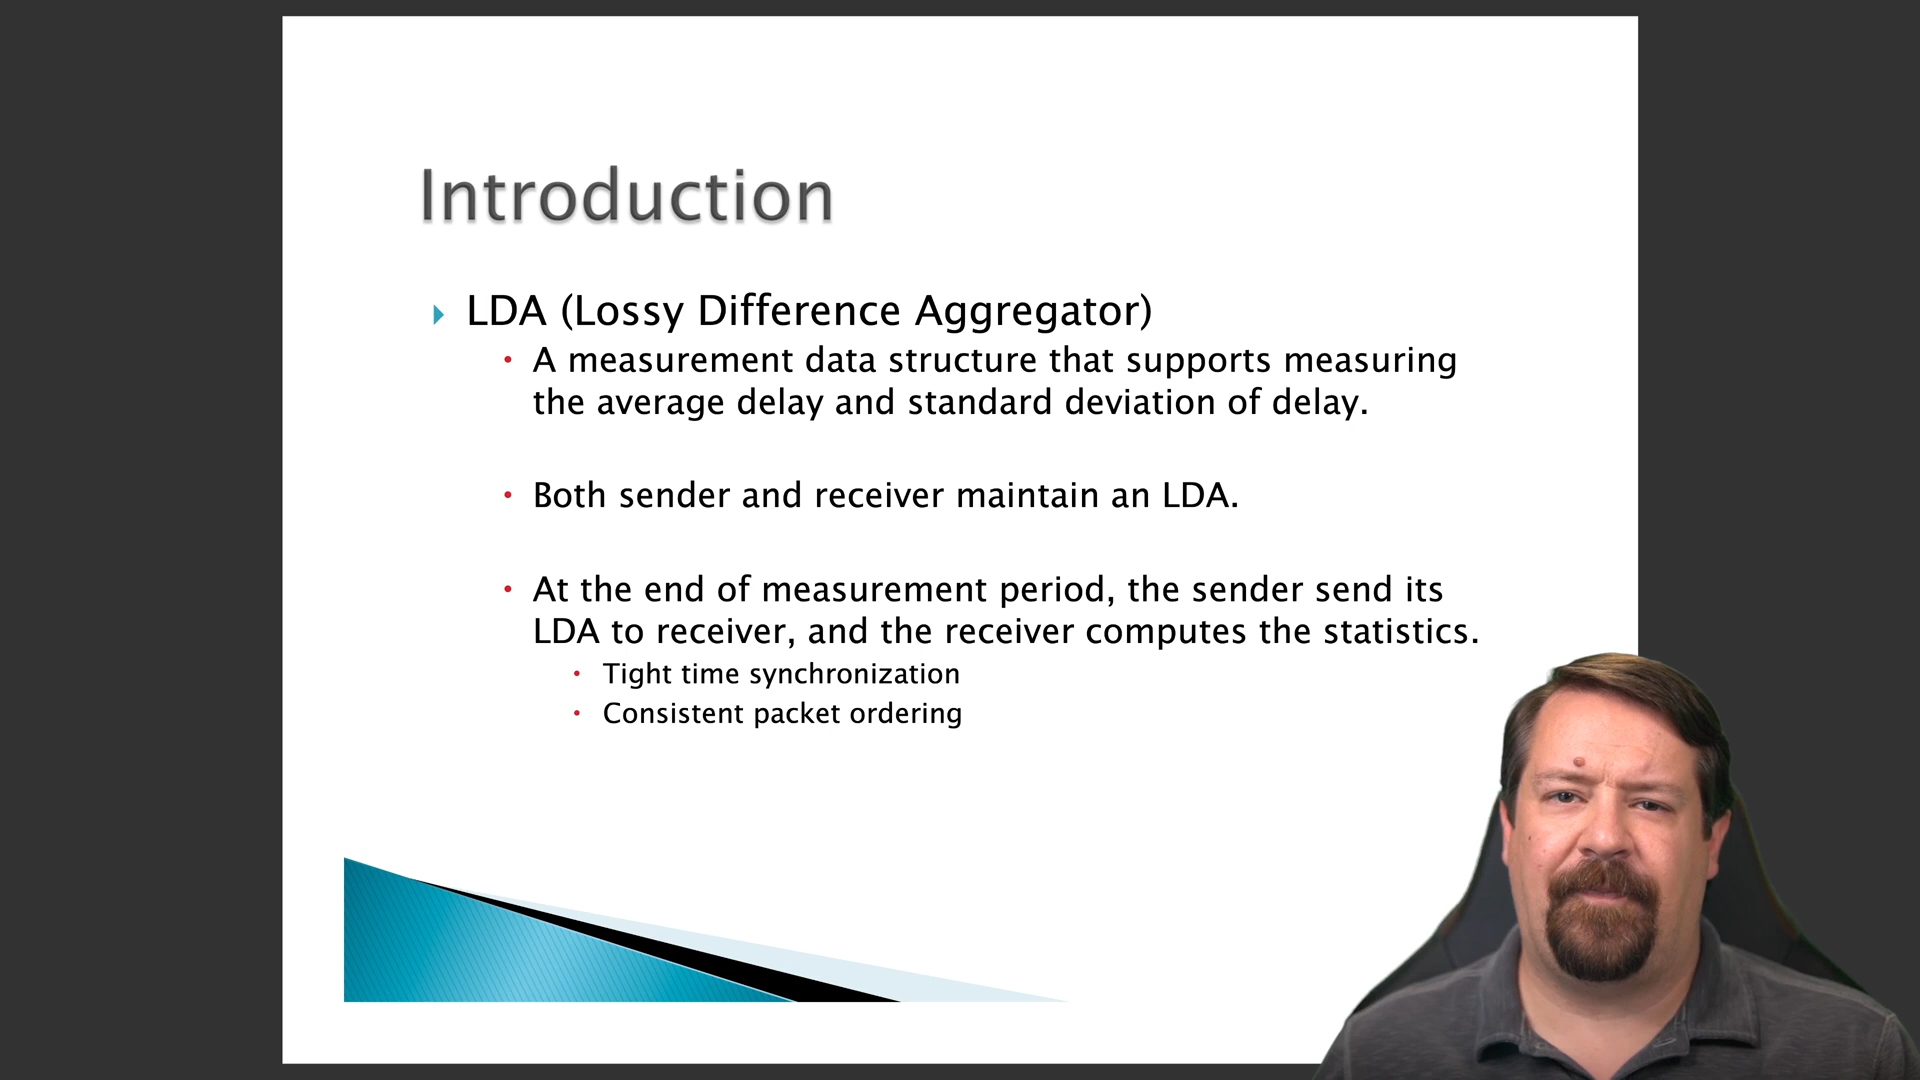 Introduction
LDA (Lossy Difference Aggregator)
A measurement data structure that supports measuring
the average delay and standard deviation of delay.
Both sender and receiver maintain an LDA.
At the end of measurement period, the sender send its
LDA to receiver, and the receiver computes the statistics.
Tight time synchronization
Consistent packet ordering